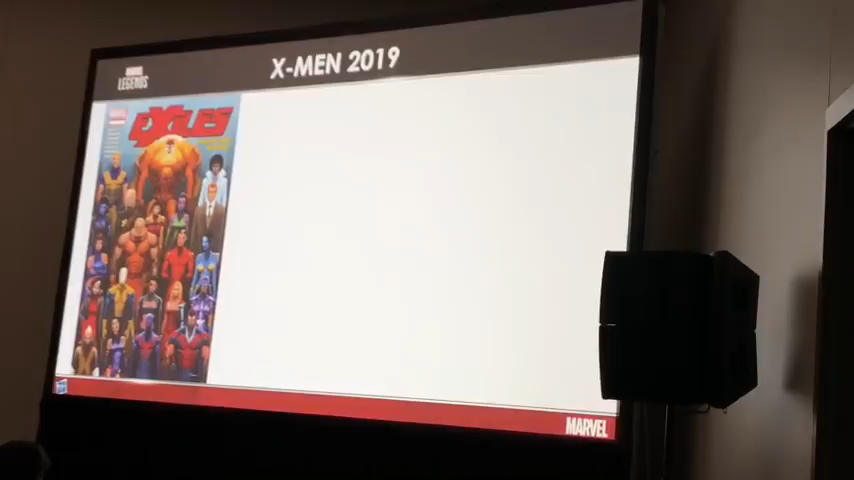 MARVEL
LEGENDS
X-MEN 2019
EXILES
MARVEL